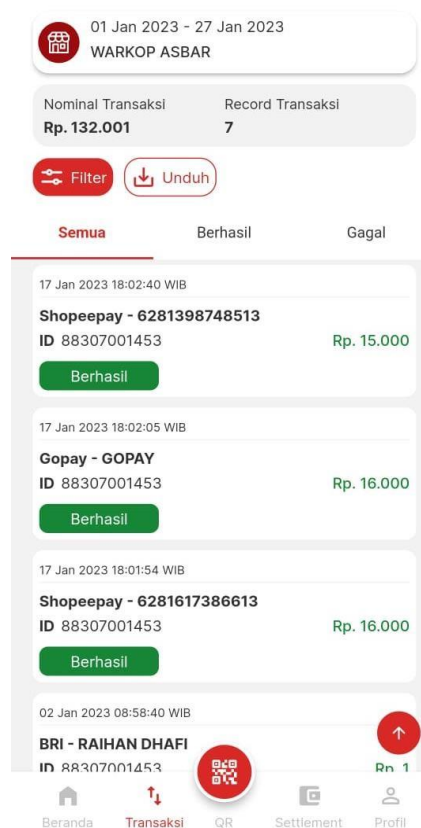 01 Jan 2023 - 27 Jan 2023
WARKOP ASBAR
Nominal Transaksi Record Transaksi
Rp. 132.001 7
Filter Unduh
Semua Berhasil Gagal
17 Jan 2023 18:02:40 WIB
Shopeepay - 6281398748513
ID 88307001453 Rp. 15.000
Berhasil
17 Jan 2023 18:02:05 WIB
Gopay - GOPAY
ID 88307001453 Rp. 16.000
Berhasil
17 Jan 2023 18:01:54 WIB
Shopeepay - 6281617386613
ID 88307001453 Rp. 16.000
Berhasil
02 Jan 2023 08:58:40 WIB
BRI - RAIHAN DHAFI
ID 88307001453 Rp. 1
Beranda Transaksi QR Settlement Profil